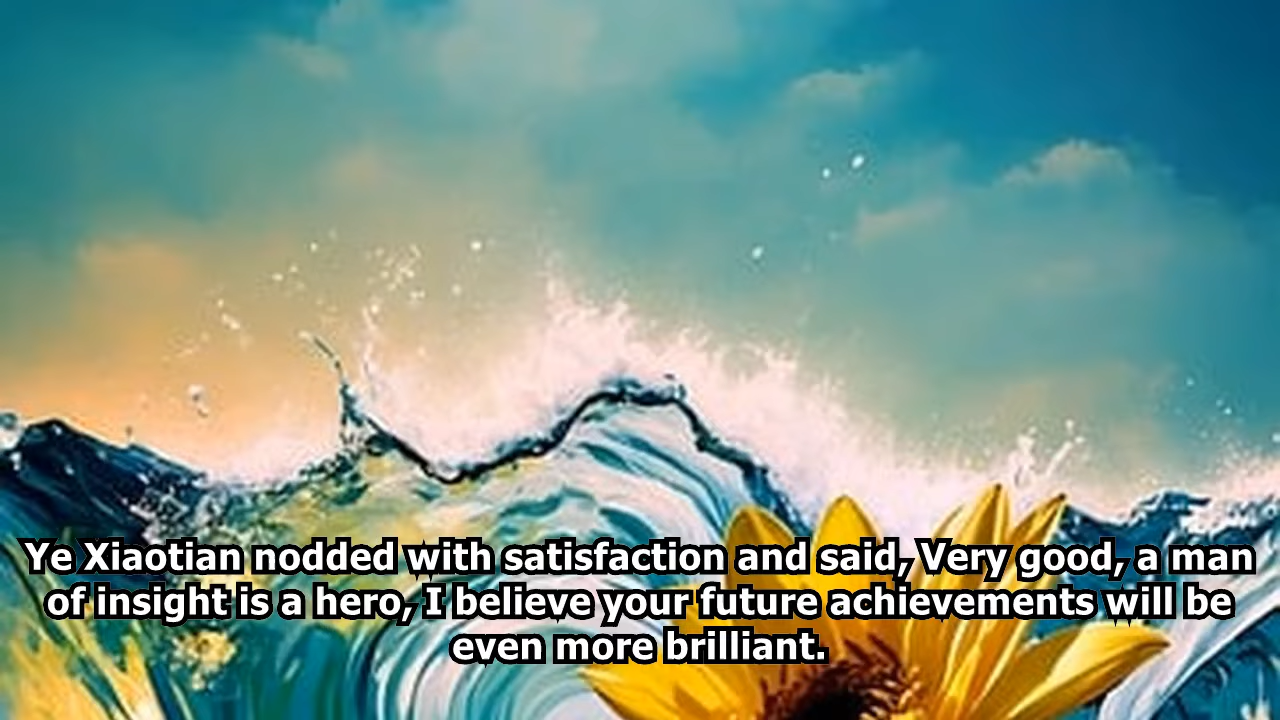 Ye Xiaotian nodded with satisfaction and said, Very good, a man
of insight is a hero, I believe your future achievements will be
even more brilliant.